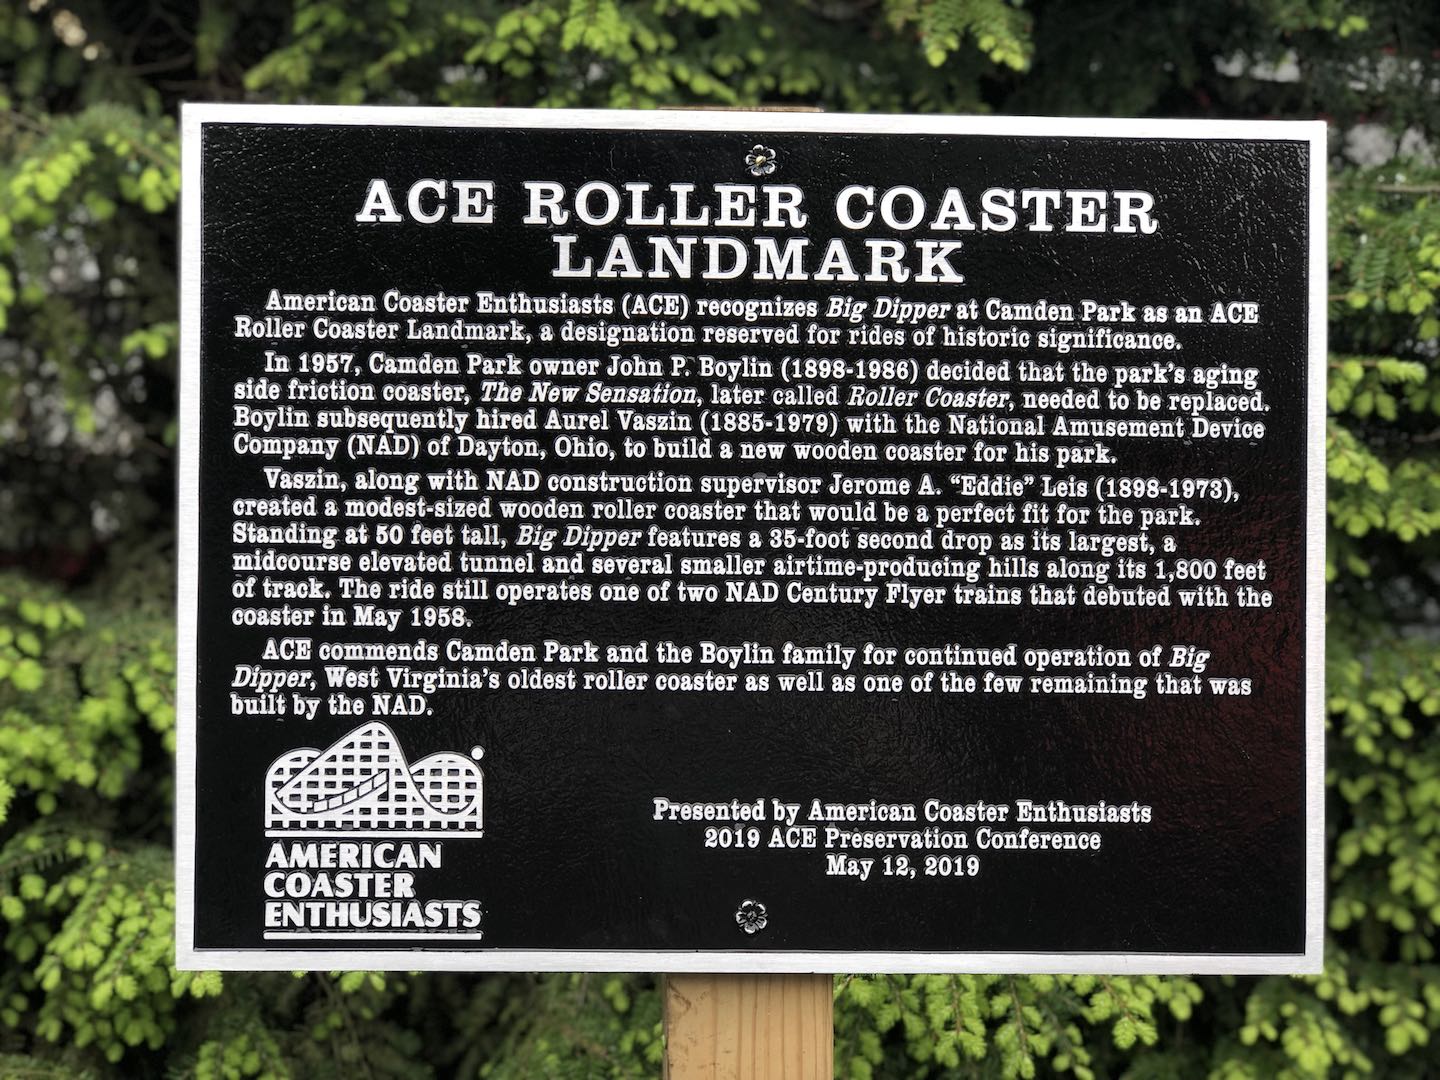 ACE ROLLER COASTER
LANDMARK
American Coaster Enthusiasts (ACE) recognizes Big Dipper at Camden Park as an ACE
Roller Coaster Landmark, a designation reserved for rides of historic significance.
In 1957, Camden Park owner John P. Boylin (1898-1986) decided that the park's aging
side friction coaster, The New Sensation, later called Roller Coaster, needed to be replaced.
Boylin subsequently hired Aurel Vaszin (1885-1979) with the National Amusement Device
Company (NAD) of Dayton, Ohio, to build a new wooden coaster for his park.
Vaszin, along with NAD construction supervisor Jerome A. "Eddie" Leis (1898-1973),
created a modest-sized wooden roller coaster that would be a perfect fit for the park.
Standing at 50 feet tall, Big Dipper features a 35-foot second drop as its largest, a
midcourse elevated tunnel and several smaller airtime-producing hills along its 1,800 feet
of track. The ride still operates one of two NAD Century Flyer trains that debuted with the
coaster in May 1958.
ACE commends Camden Park and the Boylin family for continued operation of Big
Dipper, West Virginia's oldest roller coaster as well as one of the few remaining that was
built by the NAD.
AMERICAN
COASTER
ENTHUSIASTS
Presented by American Coaster Enthusiasts
2019 ACE Preservation Conference
May 12, 2019